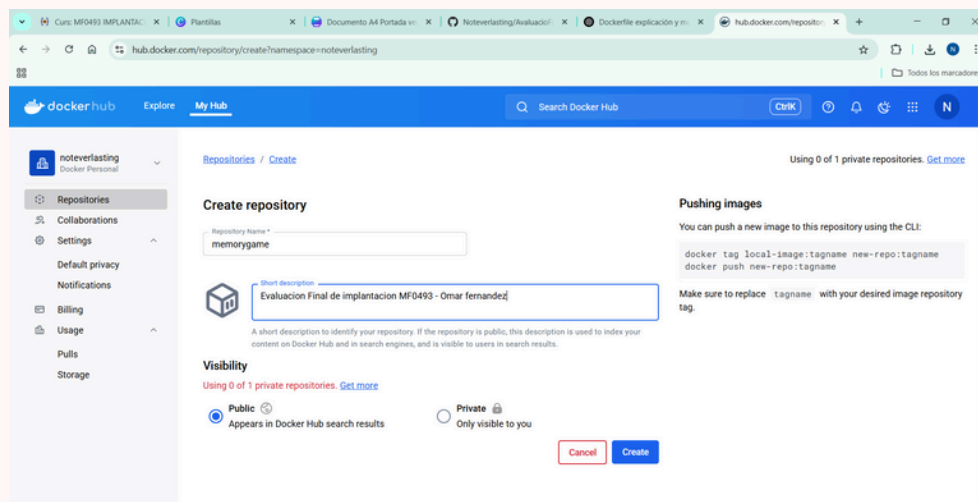 Curs: MF0493 IMPLANTAC
Plantillas
Documento A4 Portada ve
Noteverlasting/Avaluacio
Dockerfile explicación y m
hub.docker.com/repositor
hub.docker.com/repository/create?namespace=noteverlasting
N
Todos los marcadores
dockerhub
Explore
My Hub
Search Docker Hub
CtrlK
N
noteverlasting
Docker Personal
Repositories
Collaborations
Settings
Default privacy
Notifications
Billing
Usage
Pulls
Storage
Repositories / Create
Using 0 of 1 private repositories. Get more
Create repository
Repository Name *
memorygame
Short description
Evaluacion Final de implantacion MF0493 - Omar fernandez
A short description to identify your repository. If the repository is public, this description is used to index your
content on Docker Hub and in search engines, and is visible to users in search results.
Visibility
Using 0 of 1 private repositories. Get more
Public
Appears in Docker Hub search results
Private
Only visible to you
Cancel
Create
Pushing images
You can push a new image to this repository using the CLI:
docker tag local-image:tagname new-repo:tagname
docker push new-repo:tagname
Make sure to replace tagname with your desired image repository
tag.